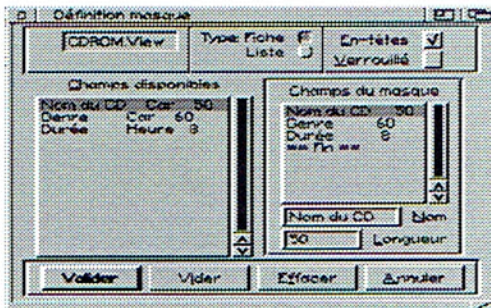 Définition masque
CDROM.View
Type: Fiche
Liste
En-têtes
Verrouillé
Champs disponibles
Nom du CD Car 50
Genre Car 60
Durée Heure 8
Champs du masque
Nom du CD 50
Genre 60
Durée 8
== fin ==
Nom du CD Nom
50 Longueur
Valider Vider Effacer Annuler